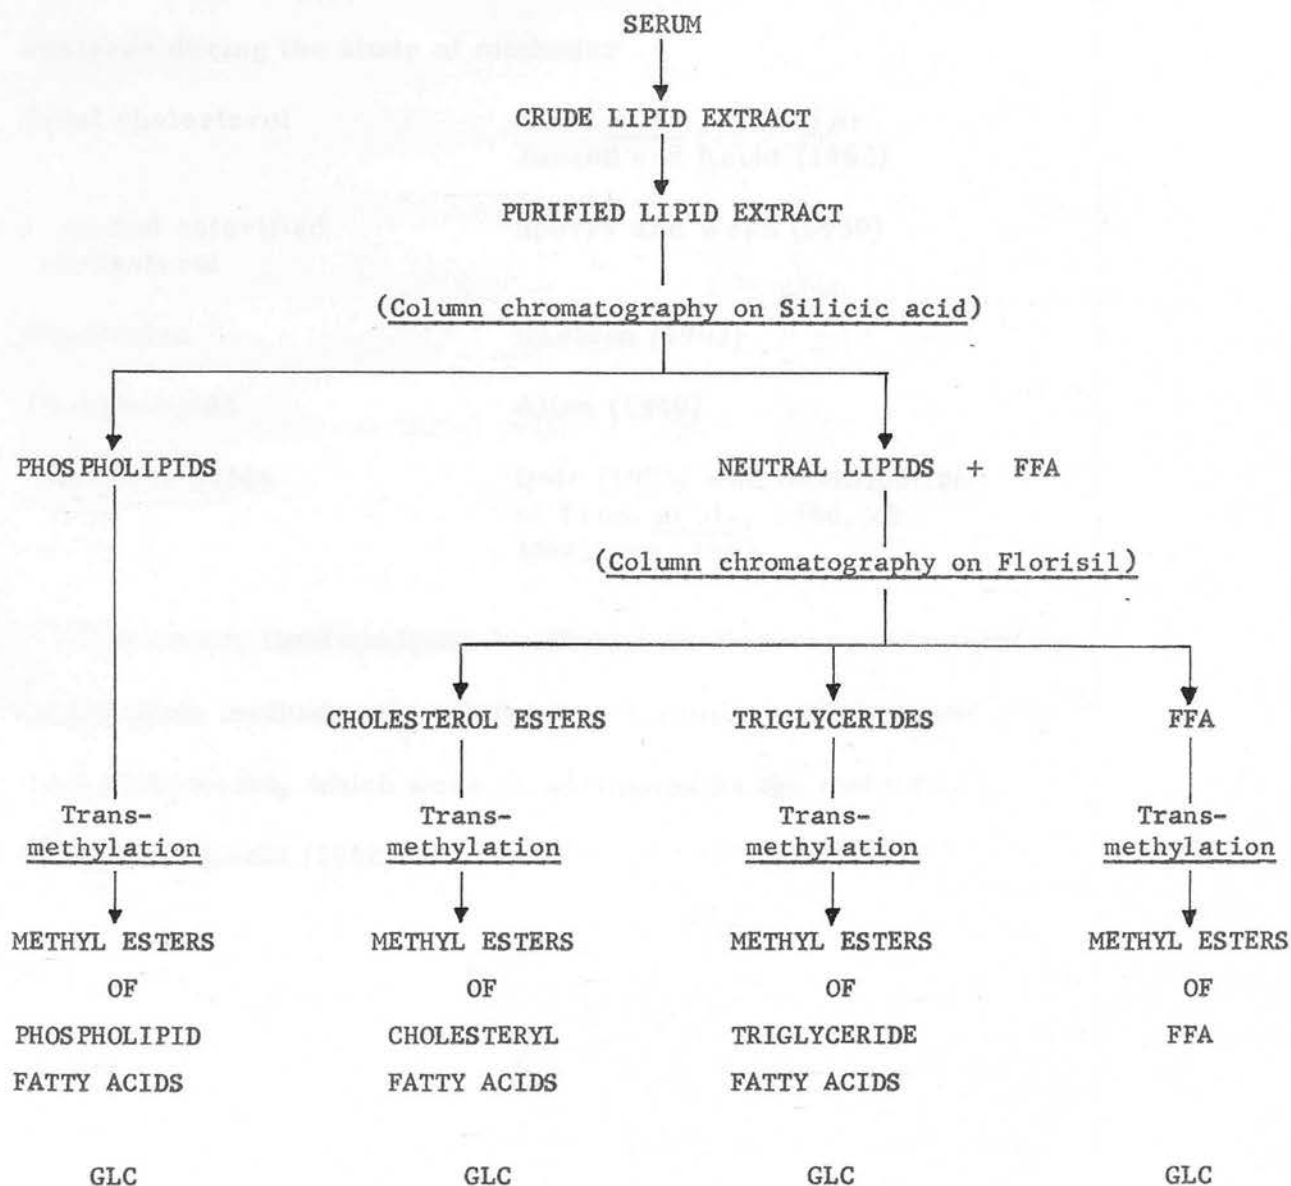 SERUM
CRUDE LIPID EXTRACT
PURIFIED LIPID EXTRACT
(Column chromatography on Silicic acid)
PHOSPHOLIPIDS
NEUTRAL LIPIDS + FFA
(Column chromatography on Florisil)
CHOLESTEROL ESTERS TRIGLYCERIDES FFA
Trans- Trans- Trans- Trans-
methylation methylation methylation methylation
METHYL ESTERS METHYL ESTERS METHYL ESTERS METHYL ESTERS
OF OF OF OF
PHOSPHOLIPID CHOLESTERYL TRIGLYCERIDE FFA
FATTY ACIDS FATTY ACIDS FATTY ACIDS
GLC GLC GLC GLC